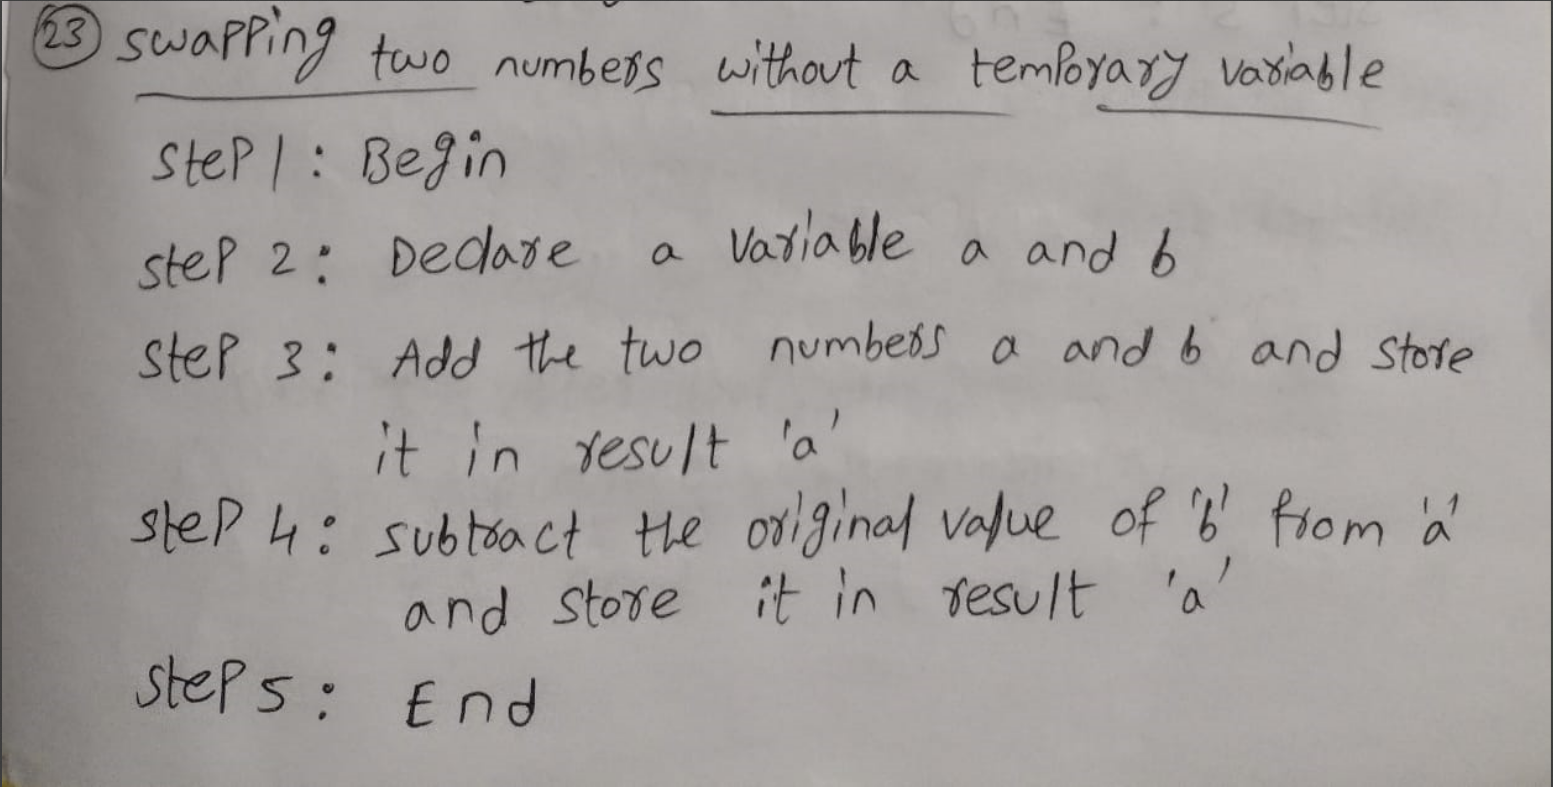 23 swapping two numbers without a temporary variable
Step 1 : Begin
step 2 : Declare a variable a and b
step 3 : Add the two numbers a and b and store
it in result 'a'
step 4 : subtract the original value of 'b' from 'a'
and store it in result 'a'
step 5 : End